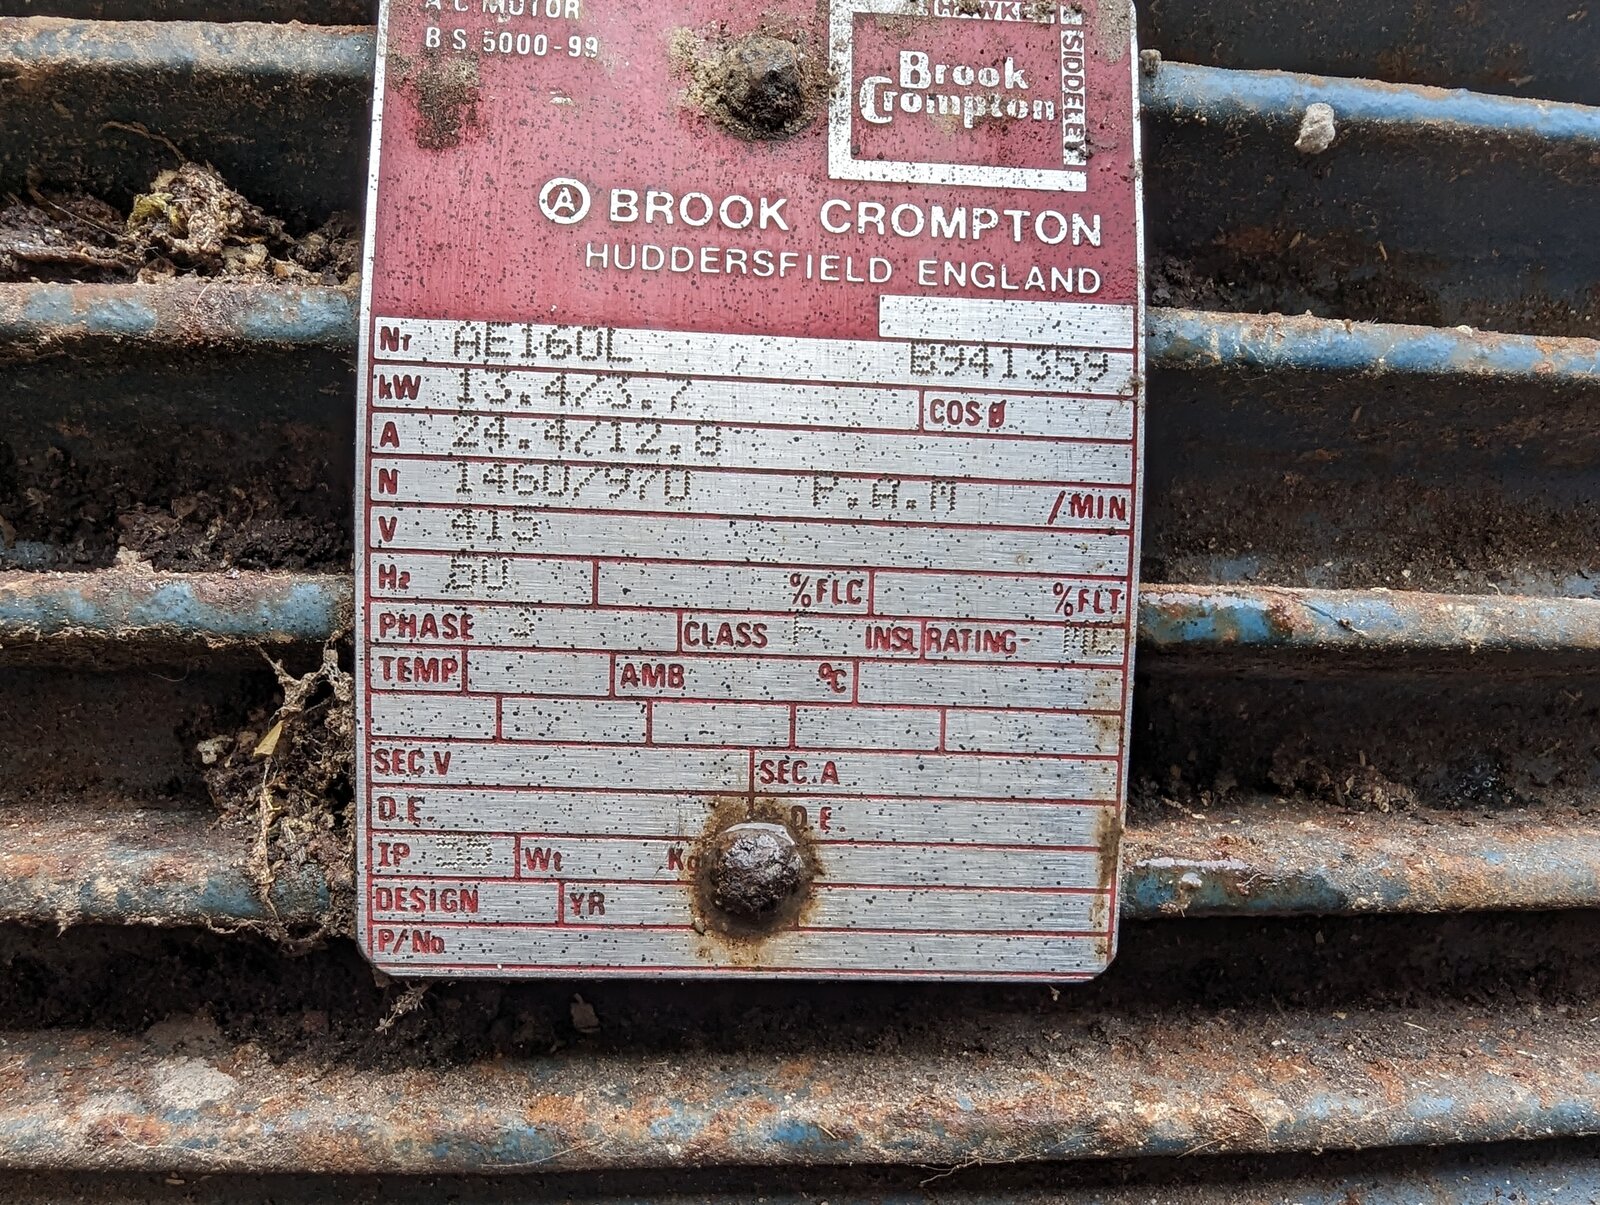 A C MOTOR
B S 5000-99
HAWKER
SIDDELEY
Brook
Crompton
A BROOK CROMPTON
HUDDERSFIELD ENGLAND
Nr AE160L B941359
kW 13.4/3.7 COS ø
A 24.4/12.8
N 1460/970 P.A.M /MIN
V 415
Hz 50 %FLC %FLT
PHASE 3 CLASS F INSL RATING- MC
TEMP AMB ºC
SEC.V SEC.A
D.E. D.E.
IP Wt
DESIGN YR
P/No